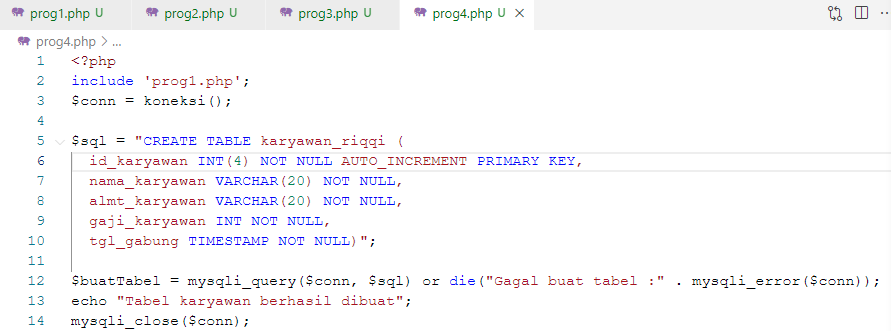 prog1.php U prog2.php U prog3.php U prog4.php U
prog4.php > ...
1 <?php
2 include 'prog1.php';
3 $conn = koneksi();
4
5 $sql = "CREATE TABLE karyawan_riqqi (
6 id_karyawan INT(4) NOT NULL AUTO_INCREMENT PRIMARY KEY,
7 nama_karyawan VARCHAR(20) NOT NULL,
8 almt_karyawan VARCHAR(20) NOT NULL,
9 gaji_karyawan INT NOT NULL,
10 tgl_gabung TIMESTAMP NOT NULL)";
11
12 $buatTabel = mysqli_query($conn, $sql) or die("Gagal buat tabel :" . mysqli_error($conn));
13 echo "Tabel karyawan berhasil dibuat";
14 mysqli_close($conn);